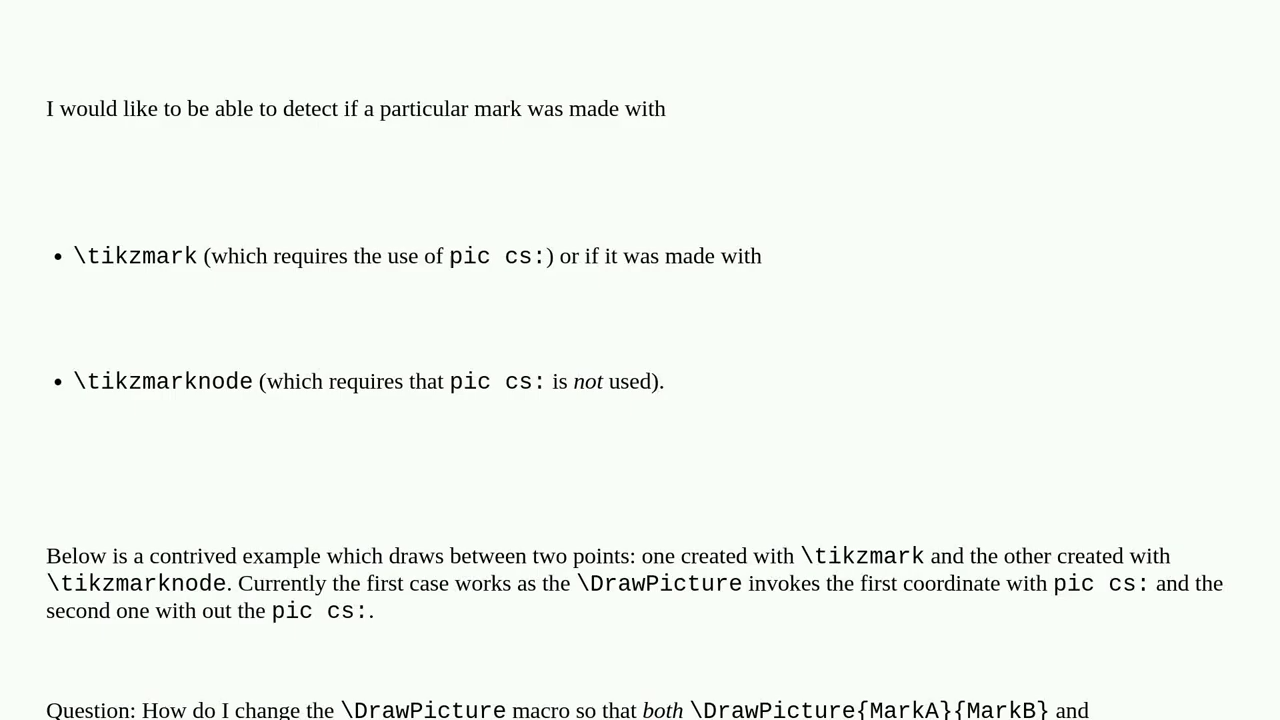 I would like to be able to detect if a particular mark was made with
• \tikzmark (which requires the use of pic cs:) or if it was made with
• \tikzmarknode (which requires that pic cs: is not used).
Below is a contrived example which draws between two points: one created with \tikzmark and the other created with
\tikzmarknode. Currently the first case works as the \DrawPicture invokes the first coordinate with pic cs: and the
second one with out the pic cs:.
Question: How do I change the \DrawPicture macro so that both \DrawPicture{MarkA}{MarkB} and